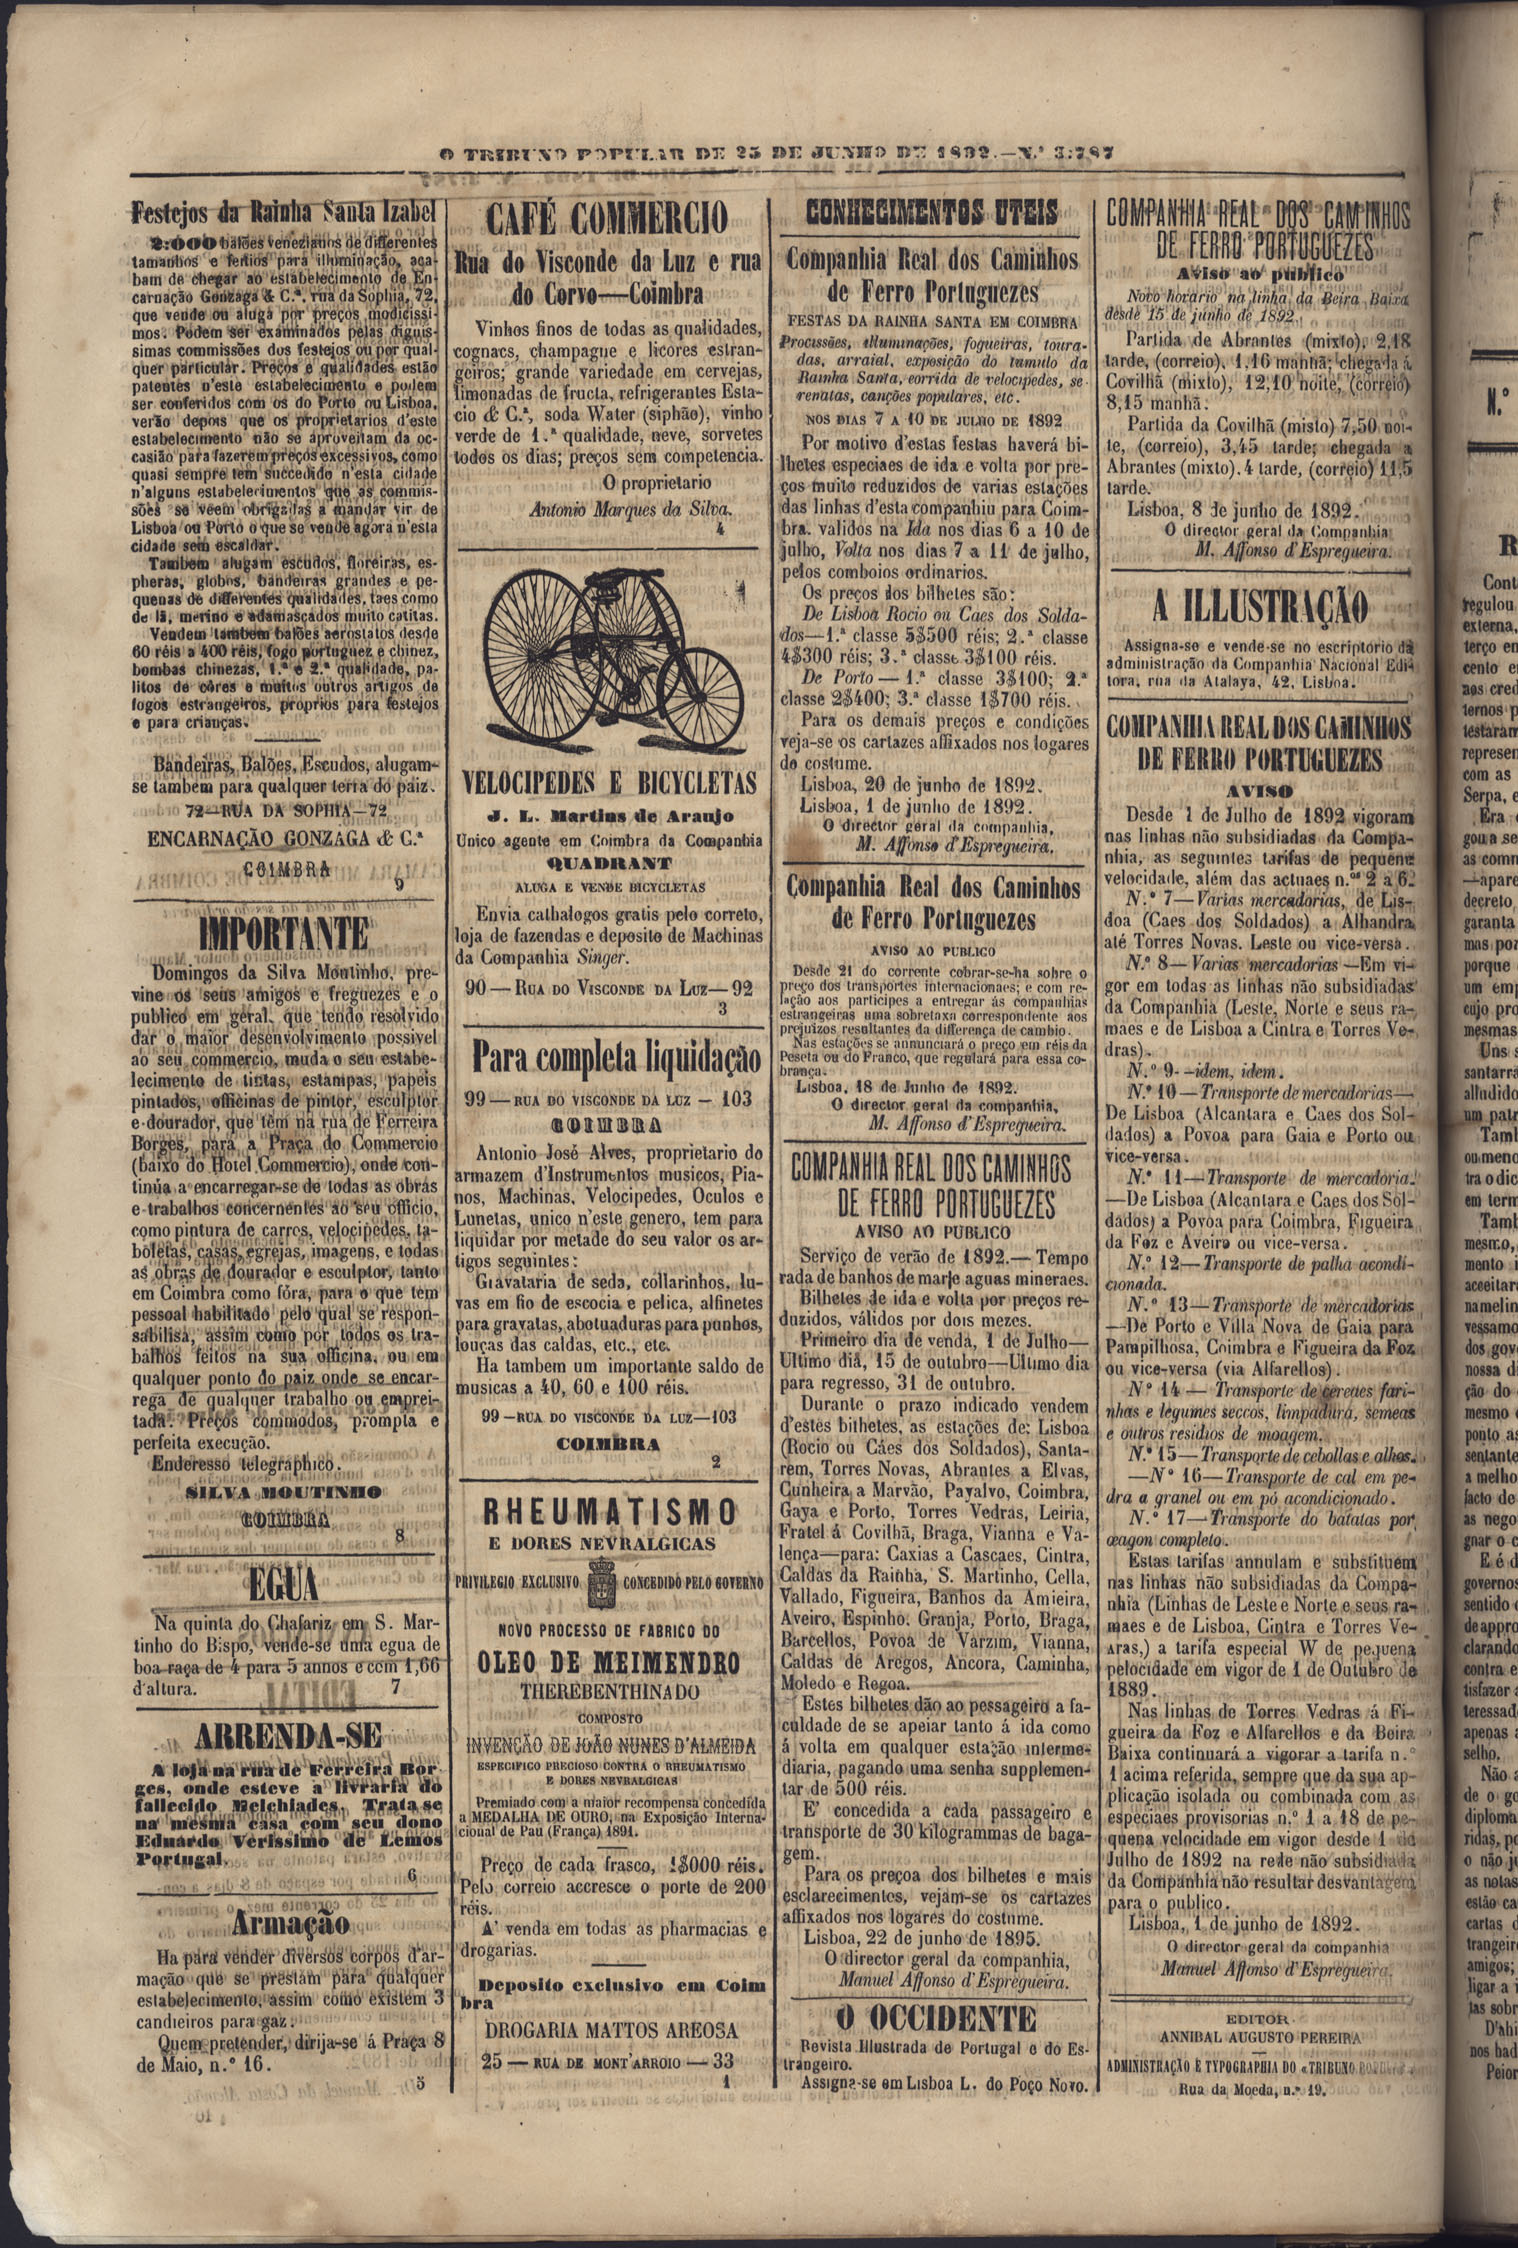 O TRIBUNO POPULAR DE 25 DE JUNHO DE 1892.—N.º 3:787
Festejos da Rainha Santa Izabel
2:000 balões venezianos de differentes
tamanhos e feitios para illuminação, aca-
bam de chegar ao estabelecimento de En-
carnação Gonzaga & C.ª, rua da Sophia, 72,
que vende ou aluga por preços modicissi-
mos. Podem ser examinados pelas dignis-
simas commissões dos festejos ou por qual-
quer particular. Preços e qualidades estão
patentes n'este estabelecimento e podem
ser conferidos com os do Porto ou Lisboa,
verão depois que os proprietarios d'este
estabelecimento não se aproveitam da oc-
casião para fazerem preços excessivos, como
quasi sempre tem succedido n'esta cidade
n'alguns estabelecimentos que as commis-
sões se veem obrigadas a mandar vir de
Lisboa ou Porto o que se vende agora n'esta
cidade sem escaldar.
Tambem alugam escudos, floreiras, es-
pheras, globos, bandeiras grandes e pe-
quenas de differentes qualidades, taes como
de lã, merino e adamascados muito catitas.
Vendem tambem balões aerostatos desde
60 réis a 400 réis, fogo portuguez e chinez,
bombas chinezas, 1.ª e 2.ª qualidade, pa-
litos de côres e muitos outros artigos de
fogos estrangeiros, proprios para festejos
e para crianças.
Bandeiras, Balões, Escudos, alugam-
se tambem para qualquer terra do paiz.
72—RUA DA SOPHIA—72
ENCARNAÇÃO GONZAGA & C.ª
COIMBRA
9
IMPORTANTE
Domingos da Silva Moutinho, pre-
vine os seus amigos e freguezes e o
publico em geral, que tendo resolvido
dar o maior desenvolvimento possivel
ao seu commercio, muda o seu estabe-
lecimento de tintas, estampas, papeis
pintados, officinas de pintor, esculptor
e dourador, que têm na rua de Ferreira
Borges, para a Praça do Commercio
(baixo do Hotel Commercio), onde con-
tinúa a encarregar-se de todas as obras
e trabalhos concernentes ao seu officio,
como pintura de carros, velocipedes, ta-
boletas, casas, egrejas, imagens, e todas
as obras de dourador e esculptor, tanto
em Coimbra como fóra, para o que tem
pessoal habilitado pelo qual se respon-
sabilisa, assim como por todos os tra-
balhos feitos na sua officina, ou em
qualquer ponto do paiz onde se encar-
rega de qualquer trabalho ou emprei-
tada. Preços commodos, prompta e
perfeita execução.
Enderesso telegraphico.
SILVA MOUTINHO
COIMBRA
8
EGUA
Na quinta do Chafariz em S. Mar-
tinho do Bispo, vende-se uma egua de
boa raça de 4 para 5 annos e com 1,66
d'altura.
7
ARRENDA-SE
A loja na rua de Ferreira Bor
ges, onde esteve a livraria do
fallecido Melchiades. Trata-se
na mesma casa com seu dono
Eduardo Verissimo de Lemos
Portugal.
6
Armação
Ha para vender diversos corpos d'ar-
mação que se prestam para qualquer
estabelecimento, assim como existem 3
candieiros para gaz.
Quem pretender, dirija-se á Praça 8
de Maio, n.º 16.
5
CAFÉ COMMERCIO
Rua do Visconde da Luz e rua
do Corvo—Coimbra
Vinhos finos de todas as qualidades,
cognacs, champagne e licores estran-
geiros; grande variedade em cervejas,
limonadas de fructa, refrigerantes Esta-
cio & C.ª, soda Water (siphão), vinho
verde de 1.ª qualidade, neve, sorvetes
todos os dias; preços sem competencia.
O proprietario
Antonio Marques da Silva.
4
VELOCIPEDES E BICYCLETAS
J. L. Martins de Araujo
Unico agente em Coimbra da Companhia
QUADRANT
ALUGA E VENDE BICYCLETAS
Envia cathalogos gratis pelo correio,
loja de fazendas e deposito de Machinas
da Companhia Singer.
90—RUA DO VISCONDE DA LUZ—92
3
Para completa liquidação
99—RUA DO VISCONDE DA LUZ—103
COIMBRA
Antonio José Alves, proprietario do
armazem d'Instrumentos musicos, Pia-
nos, Machinas, Velocipedes, Oculos e
Lunetas, unico n'este genero, tem para
liquidar por metade do seu valor os ar-
tigos seguintes:
Gravataria de seda, collarinhos, lu-
vas em fio de escocia e pelica, alfinetes
para gravatas, abotuaduras para punhos,
louças das caldas, etc., etc.
Ha tambem um importante saldo de
musicas a 40, 60 e 100 réis.
99—RUA DO VISCONDE DA LUZ—103
COIMBRA
2
RHEUMATISMO
E DORES NEVRALGICAS
PRIVILEGIO EXCLUSIVO CONCEDIDO PELO GOVERNO
NOVO PROCESSO DE FABRICO DO
OLEO DE MEIMENDRO
THEREBENTHINADO
COMPOSTO
INVENÇÃO DE JOÃO NUNES D'ALMEIDA
ESPECIFICO PRECIOSO CONTRA O RHEUMATISMO
E DORES NEVRALGICAS
Premiado com a maior recompensa concedida
a MEDALHA DE OURO, na Exposição Interna-
cional de Pau (França) 1891.
Preço de cada frasco, 1$000 réis.
Pelo correio accresce o porte de 200
réis.
A' venda em todas as pharmacias e
drogarias.
Deposito exclusivo em Coim
bra
DROGARIA MATTOS AREOSA
25—RUA DE MONT'ARROIO—33
1
CONHECIMENTOS UTEIS
Companhia Real dos Caminhos
de Ferro Portuguezes
FESTAS DA RAINHA SANTA EM COIMBRA
Procissões, illuminações, fogueiras, toura-
das, arraial, exposição do tumulo da
Rainha Santa, corrida de velocipedes, se-
renatas, canções populares, etc.
NOS DIAS 7 A 10 DE JULHO DE 1892
Por motivo d'estas festas haverá bi-
lhetes especiaes de ida e volta por pre-
ços muito reduzidos de varias estações
das linhas d'esta companhiu para Coim-
bra. validos na Ida nos dias 6 a 10 de
julho, Volta nos dias 7 a 11 de julho,
pelos comboios ordinarios.
Os preços dos bilhetes são:
De Lisboa Rocio ou Caes dos Solda-
dos—1.ª classe 5$500 réis; 2.ª classe
4$300 réis; 3.ª classe 3$100 réis.
De Porto—1.ª classe 3$100; 2.ª
classe 2$400; 3.ª classe 1$700 réis.
Para os demais preços e condições
veja-se os cartazes affixados nos logares
do costume.
Lisboa, 20 de junho de 1892.
Lisboa, 1 de junho de 1892.
O director geral da companhia,
M. Affonso d'Espregueira.
Companhia Real dos Caminhos
de Ferro Portuguezes
AVISO AO PUBLICO
Desde 21 do corrente cobrar-se-ha sobre o
preço dos transportes internacionaes; e com re-
lação aos participes a entregar ás companhias
estrangeiras uma sobretaxa correspondente aos
prejuizos resultantes da differença de cambio.
Nas estações se annunciará o preço em réis da
Peseta ou do Franco, que regulará para essa co-
brança.
Lisboa, 18 de Junho de 1892.
O director geral da companhia,
M. Affonso d'Espregueira.
COMPANHIA REAL DOS CAMINHOS
DE FERRO PORTUGUEZES
AVISO AO PUBLICO
Serviço de verão de 1892.—Tempo
rada de banhos de mar|e aguas mineraes.
Bilhetes de ida e volta por preços re-
duzidos, válidos por dois mezes.
Primeiro dia de venda, 1 de Julho—
Ultimo dia, 15 de outubro—Ultimo dia
para regresso, 31 de outubro.
Durante o prazo indicado vendem
d'estes bilhetes, as estações de: Lisboa
(Rocio ou Cáes dos Soldados), Santa-
rem, Torres Novas, Abrantes a Elvas,
Cunheira a Marvão, Payalvo, Coimbra,
Gaya e Porto, Torres Vedras, Leiria,
Fratel á Covilhã, Braga, Vianna e Va-
lença—para: Caxias a Cascaes, Cintra,
Caldas da Rainha, S. Martinho, Cella,
Vallado, Figueira, Banhos da Amieira,
Aveiro, Espinho. Granja, Porto, Braga,
Barcellos, Povoa de Varzim, Vianna,
Caldas de Aregos, Ancora, Caminha,
Moledo e Regoa.
Estes bilhetes dão ao pessageiro a fa-
culdade de se apeiar tanto á ida como
á volta em qualquer estação interme-
diaria, pagando uma senha supplemen-
tar de 500 réis.
E' concedida a cada passageiro e
transporte de 30 kilogrammas de baga-
gem.
Para os preçoa dos bilhetes e mais
esclarecimentos, vejam-se os cartazes
affixados nos logares do costume.
Lisboa, 22 de junho de 1895.
O director geral da companhia,
Manuel Affonso d'Espregueira.
O OCCIDENTE
Revista Illustrada de Portugal e do Es-
trangeiro.
Assigna-se em Lisboa L. do Poço Novo.
COMPANHIA REAL DOS CAMINHOS
DE FERRO PORTUGUEZES
Aviso ao publico
Novo horario na linha da Beira Baixa
desde 15 de junho de 1892.
Partida de Abrantes (mixto), 2,18
tarde, (correio), 1,16 manhã; chegada á
Covilhã (mixto), 12,10 noite, (correio)
8,15 manhã.
Partida da Covilhã (misto) 7,50 noi-
te, (correio), 3,45 tarde; chegada a
Abrantes (mixto). 4 tarde, (correio) 11,5
tarde.
Lisboa, 8 de junho de 1892.
O director geral da Companhia
M. Affonso d'Espregueira.
A ILLUSTRAÇÃO
Assigna-se e vende-se no escriptorio da
administração da Companhia Nacional Edi-
tora, rua da Atalaya, 42, Lisboa.
COMPANHIA REAL DOS CAMINHOS
DE FERRO PORTUGUEZES
AVISO
Desde 1 de Julho de 1892 vigoram
nas linhas não subsidiadas da Compa-
nhia, as seguintes tarifas de pequene
velocidade, além das actuaes n.os 2 a 6.
N.º 7—Varias mercadorias, de Lis-
doa (Caes dos Soldados) a Alhandra
até Torres Novas. Leste ou vice-versa.
N.º 8—Varias mercadorias—Em vi-
gor em todas as linhas não subsidiadas
da Companhia (Leste, Norte e seus ra-
maes e de Lisboa a Cintra e Torres Ve-
dras).
N.º 9--idem, idem.
N.º 10—Transporte de mercadorias—
De Lisboa (Alcantara e Caes dos Sol-
dados) a Povoa para Gaia e Porto ou
vice-versa.
N.º 11—Transporte de mercadoria.
—De Lisboa (Alcantara e Caes dos Sol-
dados) a Povoa para Coimbra, Figueira
da Foz e Aveiro ou vice-versa.
N.º 12—Transporte de palha acondi-
cionada.
N.º 13—Transporte de mercadorias
—De Porto e Villa Nova de Gaia para
Pampilhosa, Coimbra e Figueira da Foz
ou vice-versa (via Alfarellos).
N.º 14—Transporte de cereaes fari-
nhas e legumes seccos, limpadura, semeas
e outros residios de moagem.
N.º 15—Transporte de cebollas e alhos.
—N.º 16—Transporte de cal em pe-
dra a granel ou em pó acondicionado.
N.º 17—Transporte do batatas por
œagon completo.
Estas tarifas annulam e substituem
nas linhas não subsidiadas da Compa-
nhia (Linhas de Leste e Norte e seus ra-
maes e de Lisboa, Cintra e Torres Ve-
Aras,) a tarifa especial W de pequena
pelocidade em vigor de 1 de Outubro de
1889.
Nas linhas de Torres Vedras á Fi-
gueira da Foz e Alfarellos e da Beira
Baixa continuará a vigorar a tarifa n.º
1 acima referida, sempre que da sua ap-
plicação isolada ou combinada com as
especiaes provisorias n.º 1 a 18 de pe-
quena velocidade em vigor desde 1 de
Julho de 1892 na rede não subsidiada
da Companhia não resultar desvantagem
para o publico.
Lisboa, 1 de junho de 1892.
O director geral da companhia
Manuel Affonso d'Espregueira.
EDITOR
ANNIBAL AUGUSTO PEREIRA
ADMINISTRAÇÃO E TYPOGRAPHIA DO «TRIBUNO POPULAR»
Rua da Moeda, n.º 19.